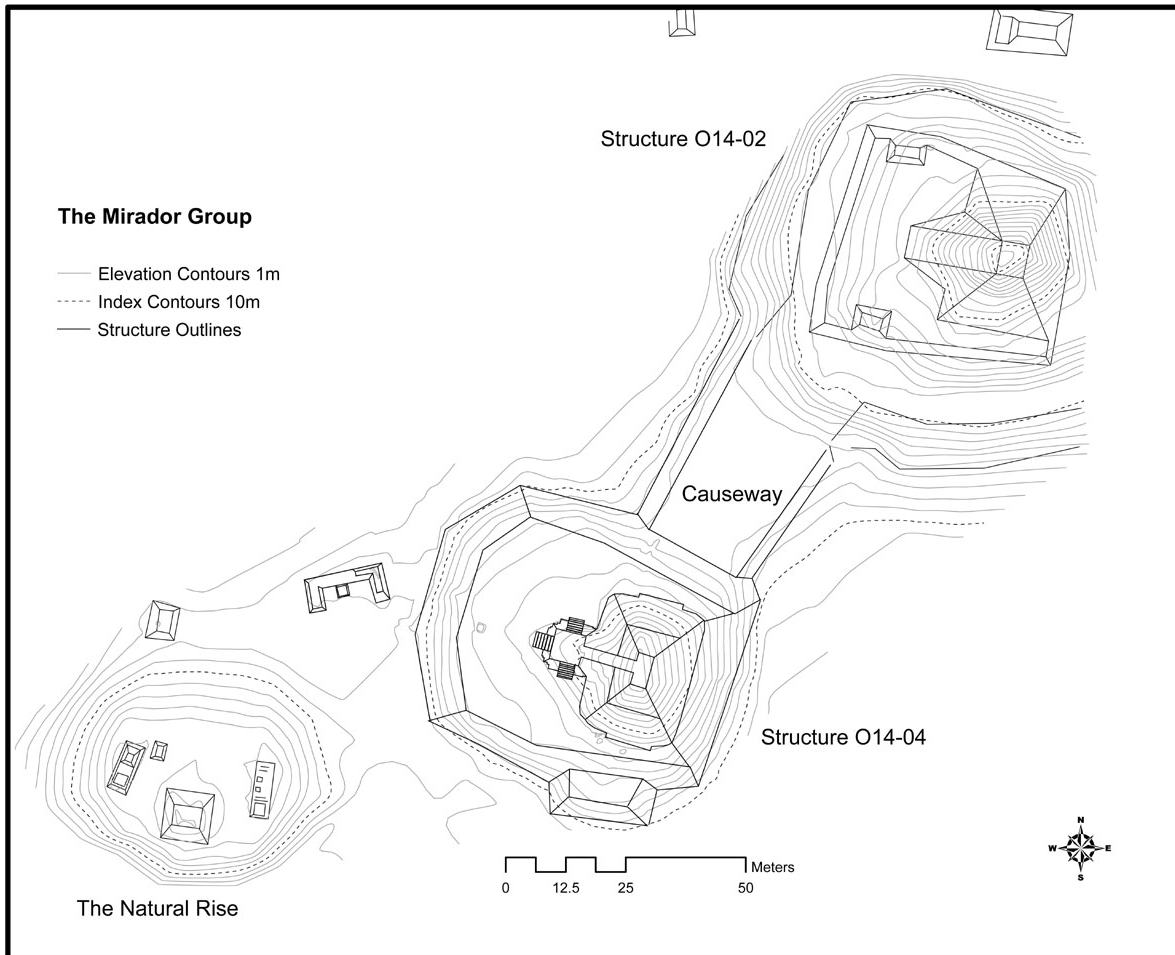 Structure O14-02
The Mirador Group
Elevation Contours 1m
Index Contours 10m
Structure Outlines
Causeway
Structure O14-04
The Natural Rise
Meters
0 12.5 25 50
N
W E
S